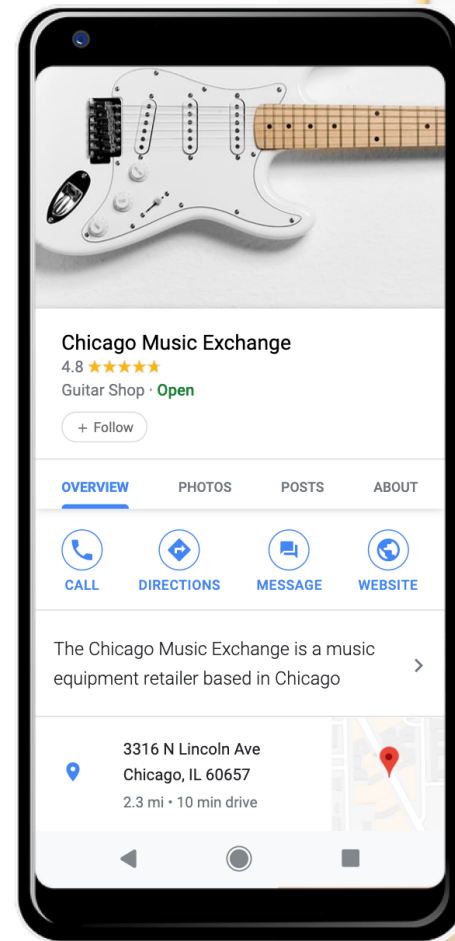 Chicago Music Exchange
4.8
Guitar Shop · Open
+ Follow
OVERVIEW PHOTOS POSTS ABOUT
CALL DIRECTIONS MESSAGE WEBSITE
The Chicago Music Exchange is a music
equipment retailer based in Chicago
3316 N Lincoln Ave
Chicago, IL 60657
2.3 mi • 10 min drive